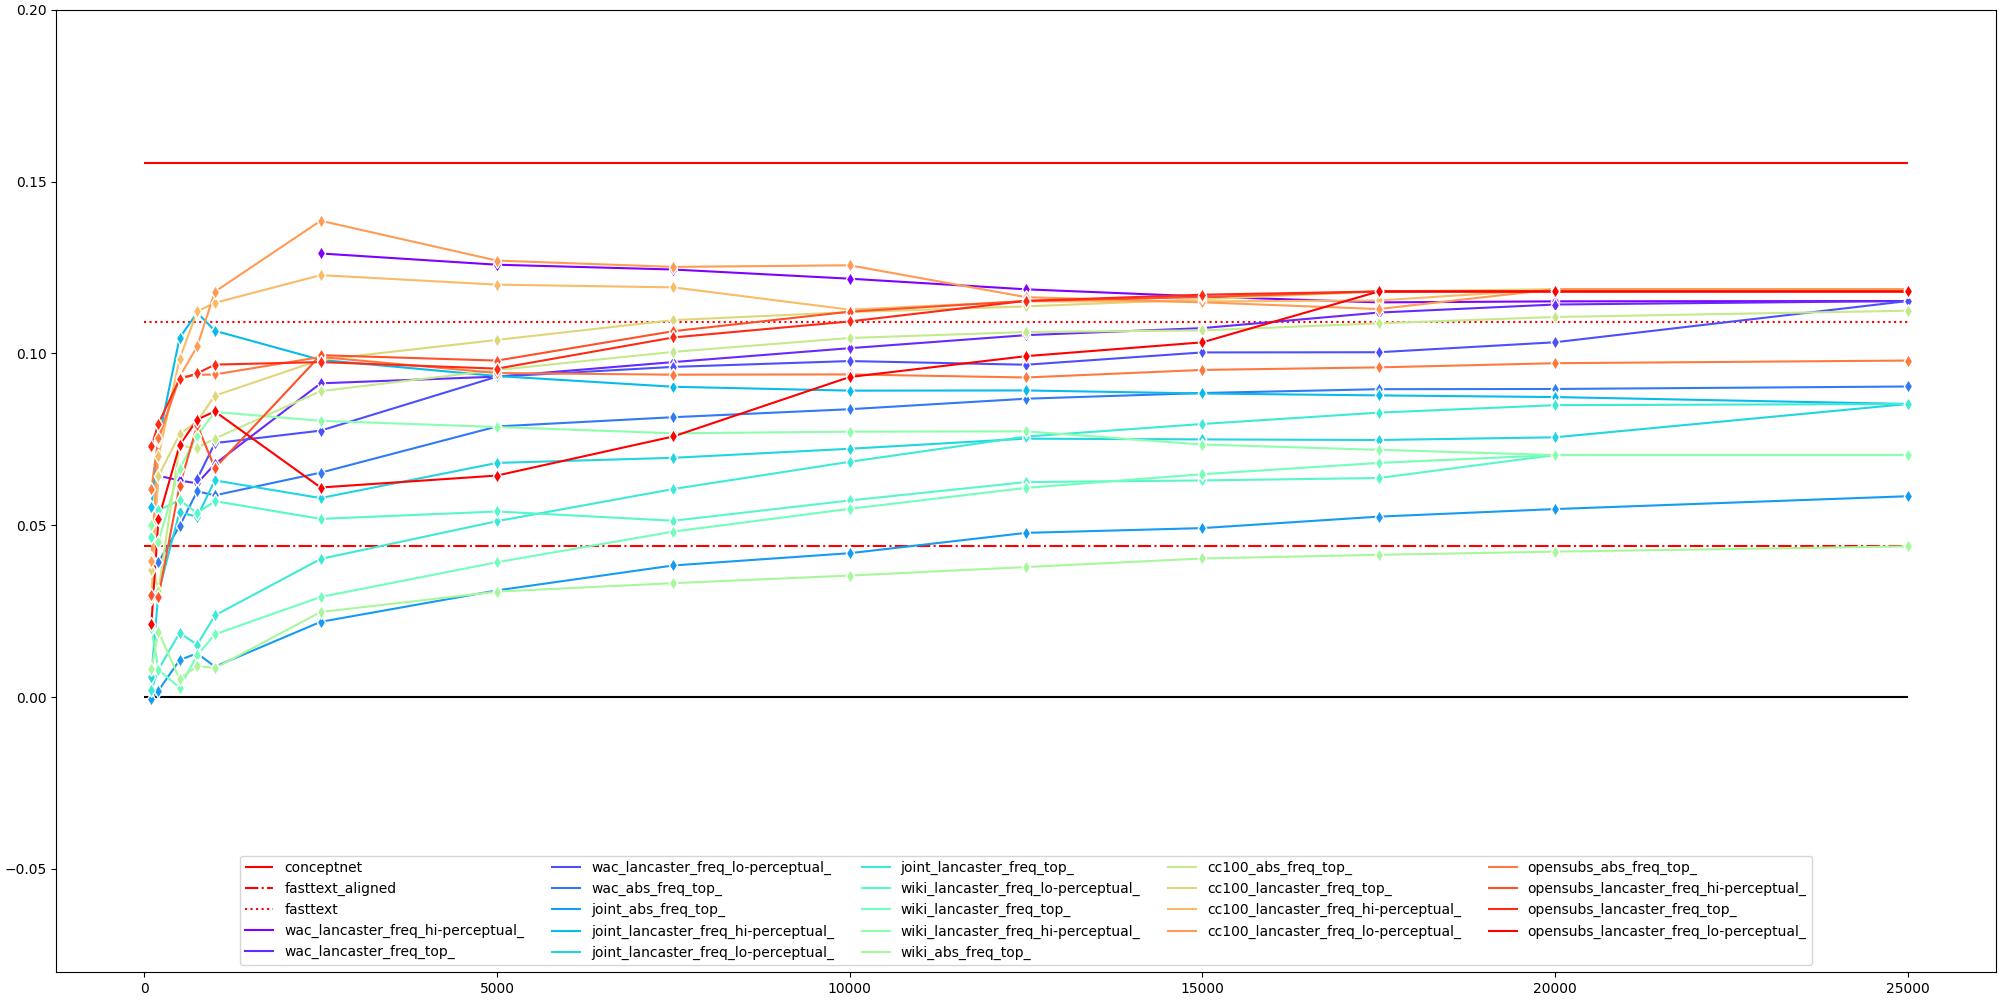 0.20
0.15
0.10
0.05
0.00
−0.05
conceptnet
fasttext_aligned
fasttext
wac_lancaster_freq_hi-perceptual_
wac_lancaster_freq_top_
wac_lancaster_freq_lo-perceptual_
wac_abs_freq_top_
joint_abs_freq_top_
joint_lancaster_freq_hi-perceptual_
joint_lancaster_freq_lo-perceptual_
joint_lancaster_freq_top_
wiki_lancaster_freq_lo-perceptual_
wiki_lancaster_freq_top_
wiki_lancaster_freq_hi-perceptual_
wiki_abs_freq_top_
cc100_abs_freq_top_
cc100_lancaster_freq_top_
cc100_lancaster_freq_hi-perceptual_
cc100_lancaster_freq_lo-perceptual_
opensubs_abs_freq_top_
opensubs_lancaster_freq_hi-perceptual_
opensubs_lancaster_freq_top_
opensubs_lancaster_freq_lo-perceptual_
0 5000 10000 15000 20000 25000